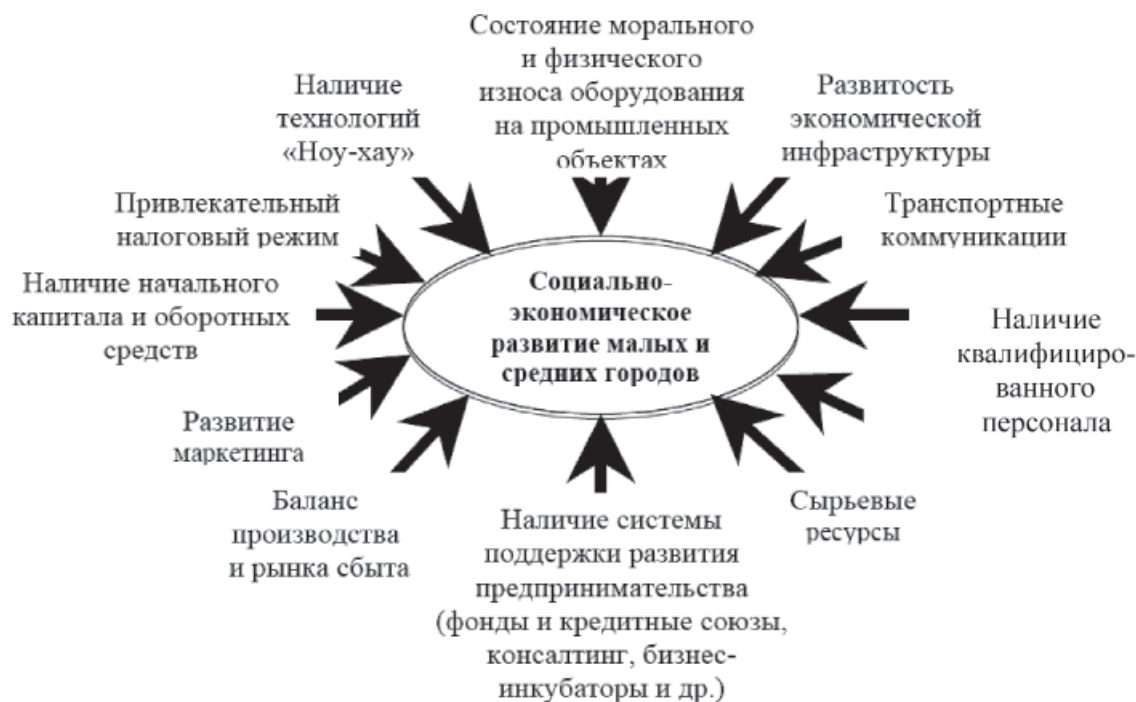 Состояние морального
и физического
износа оборудования
на промышленных
объектах
Наличие
технологий
«Ноу-хау»
Развитость
экономической
инфраструктуры
Привлекательный
налоговый режим
Транспортные
коммуникации
Наличие начального
капитала и оборотных
средств
Социально-
экономическое
развитие малых и
средних городов
Наличие
квалифициро-
ванного
персонала
Развитие
маркетинга
Баланс
производства
и рынка сбыта
Наличие системы
поддержки развития
предпринимательства
(фонды и кредитные союзы,
консалтинг, бизнес-
инкубаторы и др.)
Сырьевые
ресурсы